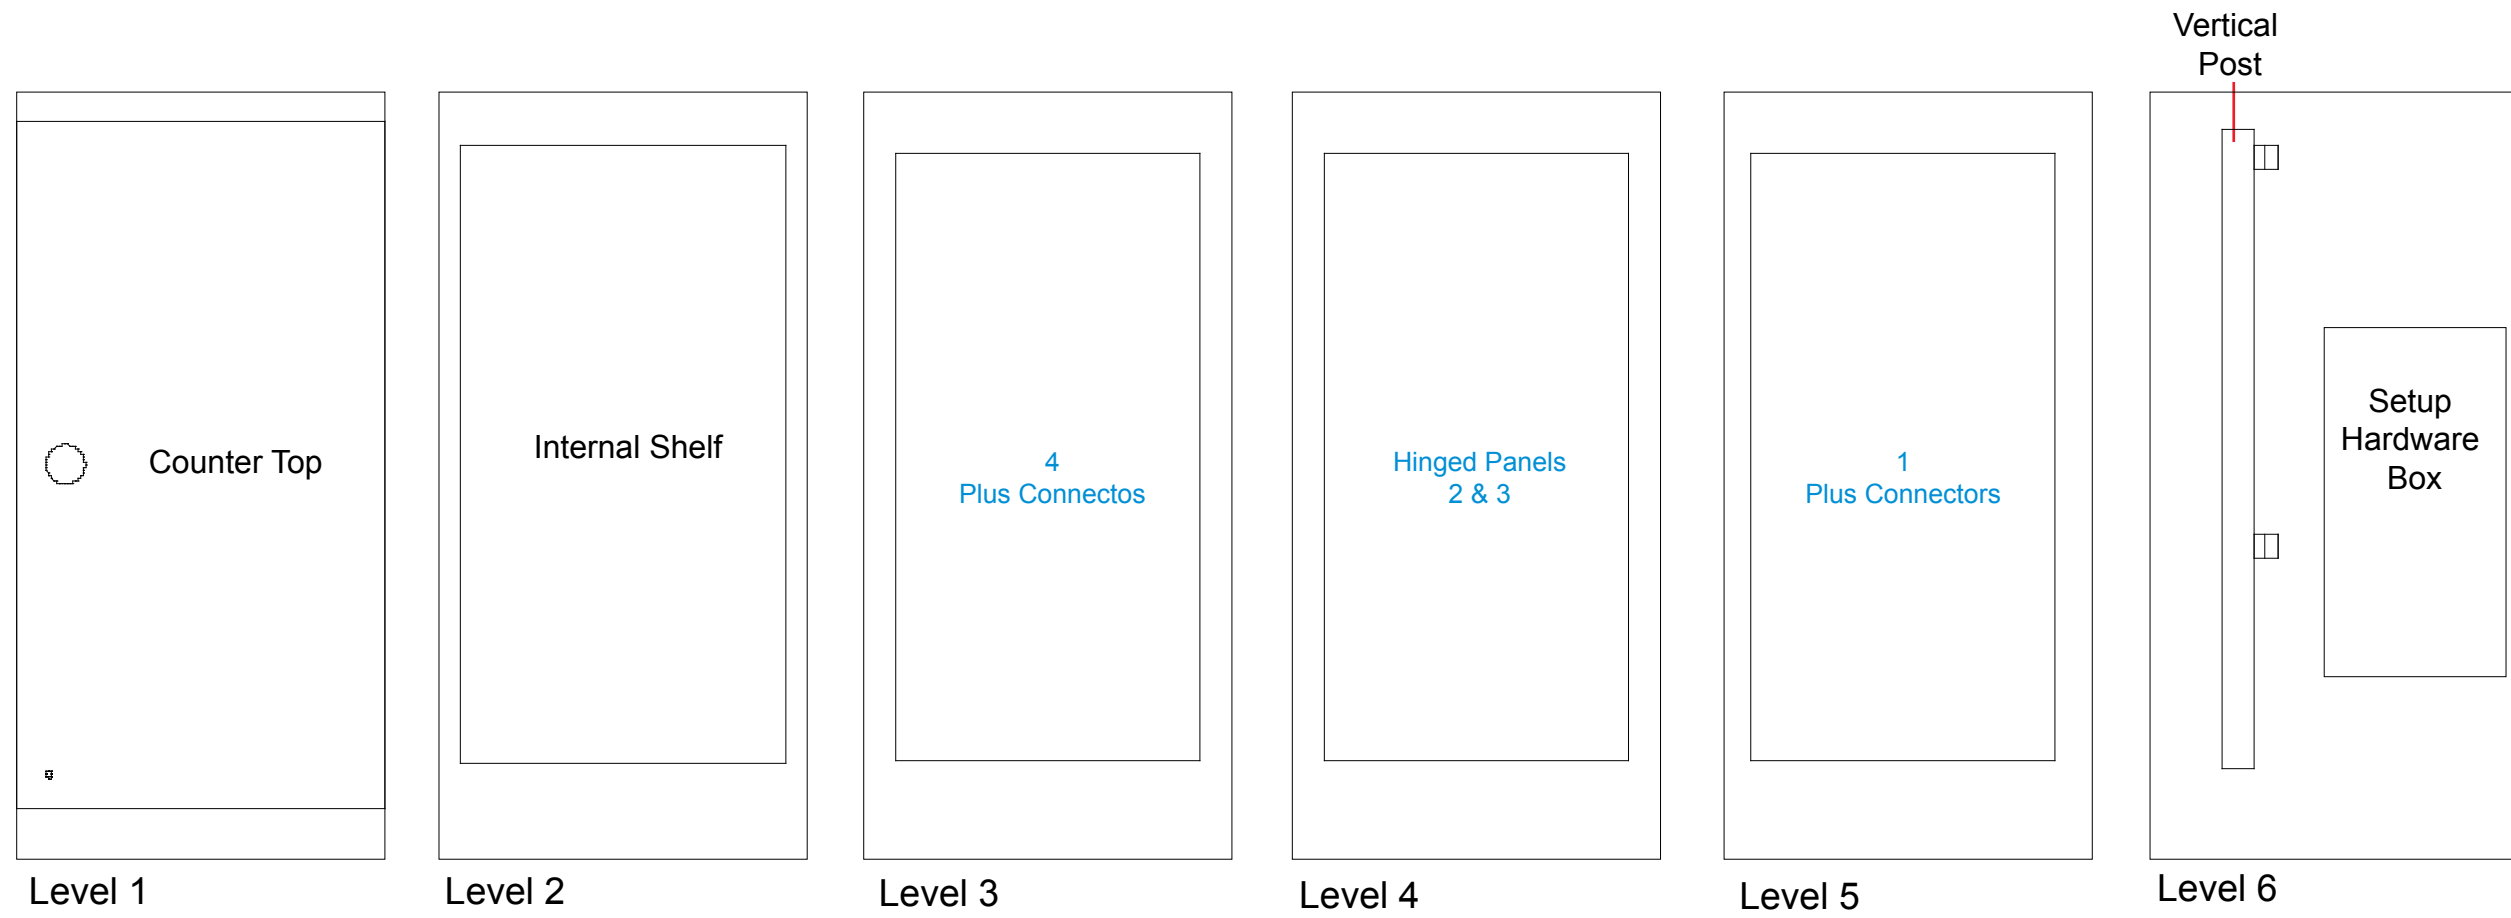 Vertical
Post
Counter Top
Internal Shelf
4
Plus Connectos
Hinged Panels
2 & 3
1
Plus Connectors
Setup
Hardware
Box
Level 1
Level 2
Level 3
Level 4
Level 5
Level 6